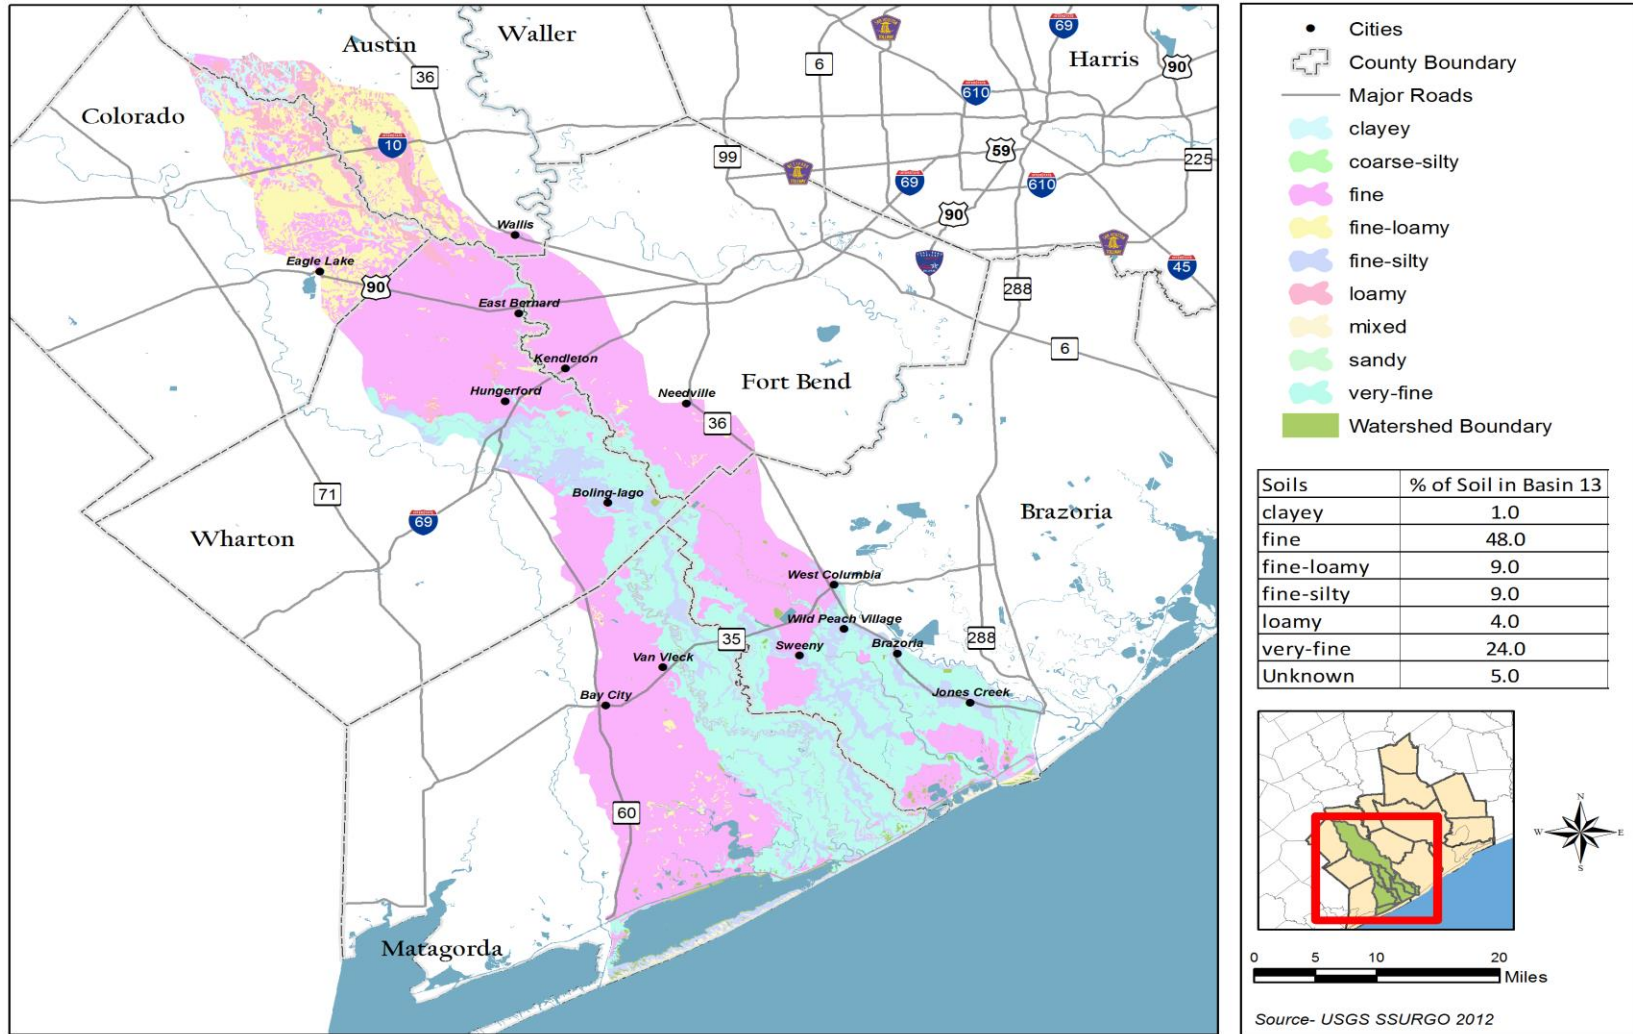 Austin
Waller
Harris
Colorado
36
6
69
90
610
10
99
59
225
69
610
90
Wallis
Eagle Lake
90
288
45
East Bernard
6
Kendleton
Fort Bend
Hungerford
Needville
36
71
Boling-Iago
69
Wharton
Brazoria
West Columbia
Wild Peach Village
35
288
Sweeny
Brazoria
Van Vleck
Bay City
Jones Creek
60
Matagorda
Cities
County Boundary
Major Roads
clayey
coarse-silty
fine
fine-loamy
fine-silty
loamy
mixed
sandy
very-fine
Watershed Boundary
Soils % of Soil in Basin 13
clayey 1.0
fine 48.0
fine-loamy 9.0
fine-silty 9.0
loamy 4.0
very-fine 24.0
Unknown 5.0
N
W E
S
0 5 10 20
Miles
Source- USGS SSURGO 2012